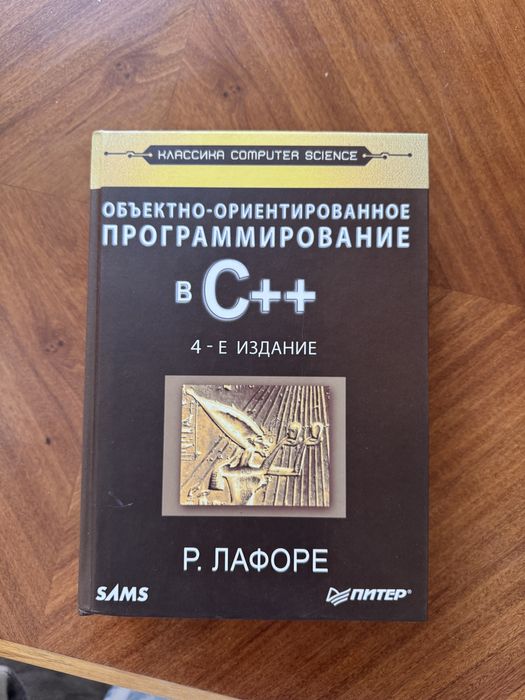 КЛАССИКА COMPUTER SCIENCE
ОБЪЕКТНО-ОРИЕНТИРОВАННОЕ
ПРОГРАММИРОВАНИЕ
В C++
4 - Е ИЗДАНИЕ
Р. ЛАФОРЕ
SAMS
ПИТЕР®